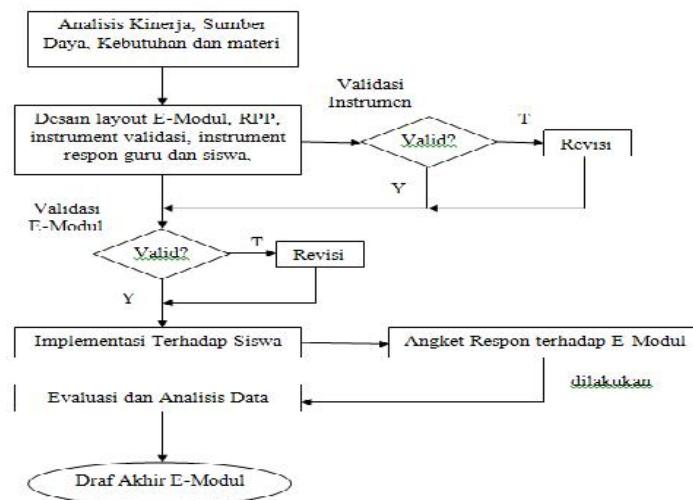 Analisis Kinerja, Sumber
Daya, Kebutuhan dan materi
Validasi
Instrumen
Desain layout E-Modul, RPP,
instrument validasi, instrument
respon guru dan siswa.
Valid?
T
Revisi
Y
Validasi
E-Modul
Valid?
T
Revisi
Y
Implementasi Terhadap Siswa
Angket Respon terhadap E Modul
dilakukan
Evaluasi dan Analisis Data
Draf Akhir E-Modul